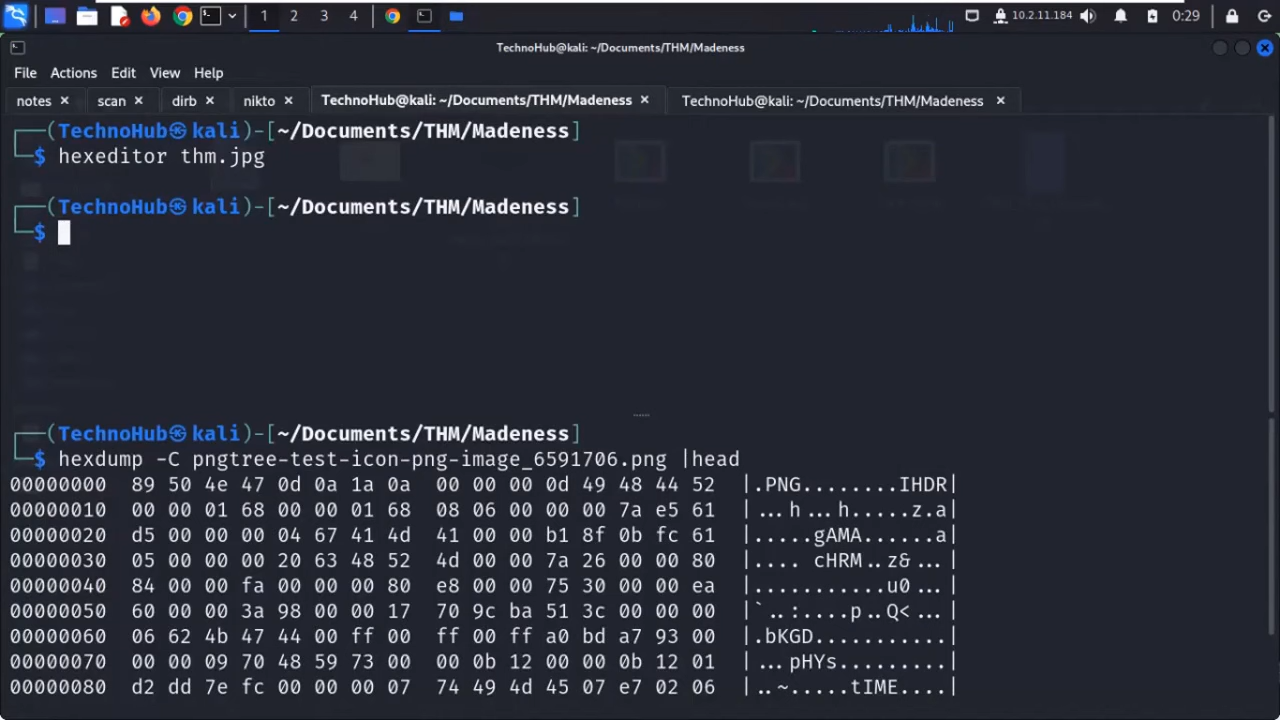 1 2 3 4 10.2.11.184 0:29
TechnoHub@kali: ~/Documents/THM/Madeness
File Actions Edit View Help
notes × scan × dirb × nikto × TechnoHub@kali: ~/Documents/THM/Madeness × TechnoHub@kali: ~/Documents/THM/Madeness ×
┌──(TechnoHub㉿kali)-[~/Documents/THM/Madeness]
└─$ hexeditor thm.jpg
┌──(TechnoHub㉿kali)-[~/Documents/THM/Madeness]
└─$
┌──(TechnoHub㉿kali)-[~/Documents/THM/Madeness]
└─$ hexdump -C pngtree-test-icon-png-image_6591706.png |head
00000000  89 50 4e 47 0d 0a 1a 0a  00 00 00 0d 49 48 44 52  |.PNG........IHDR|
00000010  00 00 01 68 00 00 01 68  08 06 00 00 00 7a e5 61  |...h...h.....z.a|
00000020  d5 00 00 00 04 67 41 4d  41 00 00 b1 8f 0b fc 61  |.....gAMA......a|
00000030  05 00 00 00 20 63 48 52  4d 00 00 7a 26 00 00 80  |.... cHRM..z&...|
00000040  84 00 00 fa 00 00 00 80  e8 00 00 75 30 00 00 ea  |...........u0...|
00000050  60 00 00 3a 98 00 00 17  70 9c ba 51 3c 00 00 00  |`..:....p..Q<...|
00000060  06 62 4b 47 44 00 ff 00  ff 00 ff a0 bd a7 93 00  |.bKGD...........|
00000070  00 00 09 70 48 59 73 00  00 0b 12 00 00 0b 12 01  |...pHYs.........|
00000080  d2 dd 7e fc 00 00 00 07  74 49 4d 45 07 e7 02 06  |..~.....tIME....|